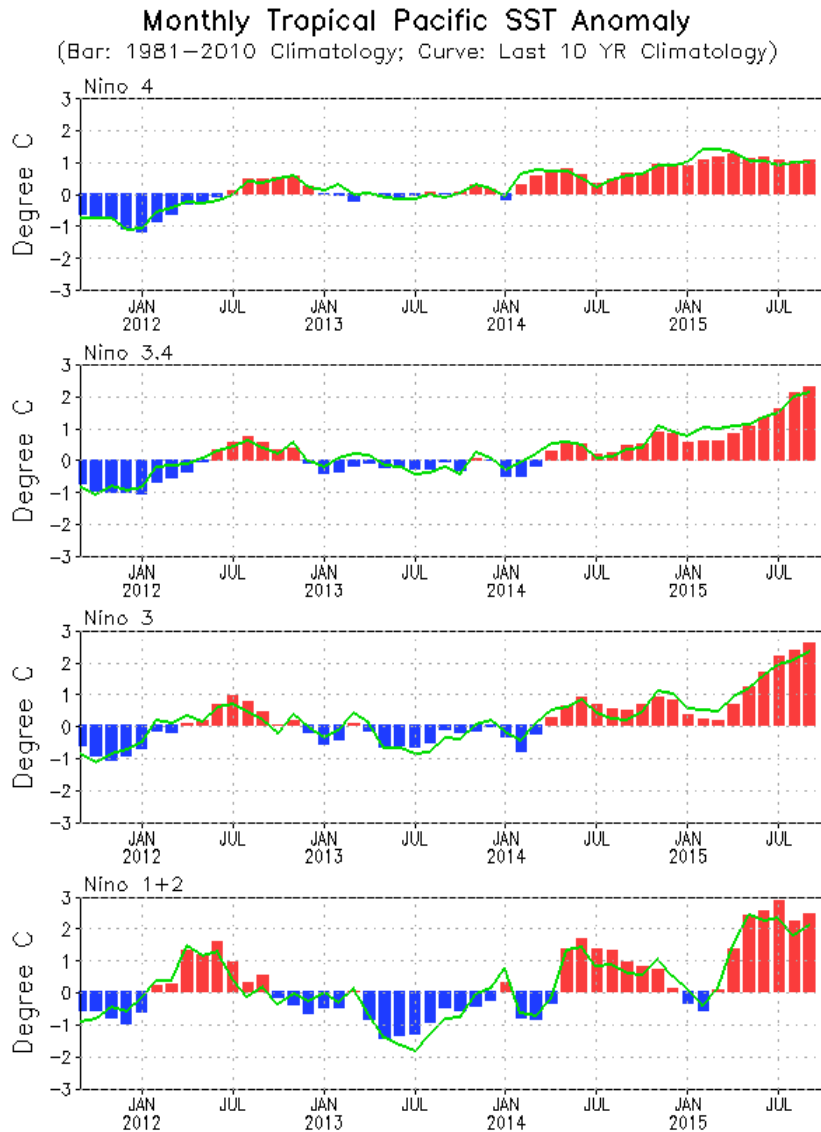 Monthly Tropical Pacific SST Anomaly
(Bar: 1981-2010 Climatology; Curve: Last 10 YR Climatology)
Nino 4
Degree C
3
2
1
0
-1
-2
-3
JAN JUL JAN JUL JAN JUL JAN JUL
2012 2013 2014 2015
Nino 3.4
Degree C
3
2
1
0
-1
-2
-3
JAN JUL JAN JUL JAN JUL JAN JUL
2012 2013 2014 2015
Nino 3
Degree C
3
2
1
0
-1
-2
-3
JAN JUL JAN JUL JAN JUL JAN JUL
2012 2013 2014 2015
Nino 1+2
Degree C
3
2
1
0
-1
-2
-3
JAN JUL JAN JUL JAN JUL JAN JUL
2012 2013 2014 2015